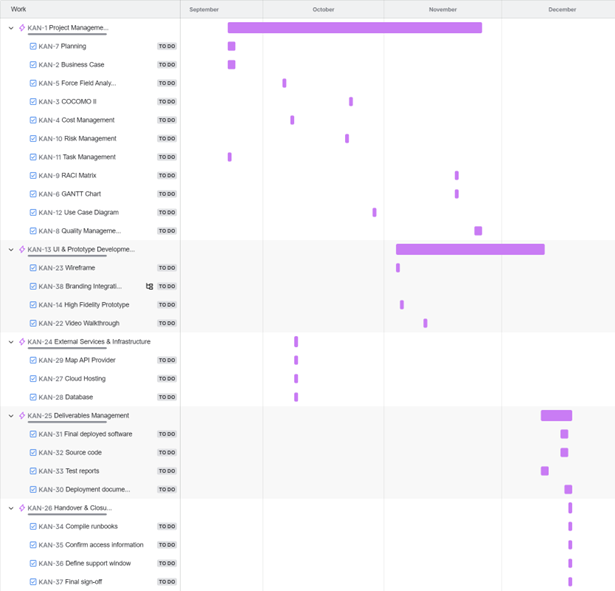 Work September October November December
KAN-1 Project Manageme...
KAN-7 Planning TO DO
KAN-2 Business Case TO DO
KAN-5 Force Field Analy... TO DO
KAN-3 COCOMO II TO DO
KAN-4 Cost Management TO DO
KAN-10 Risk Management TO DO
KAN-11 Task Management TO DO
KAN-9 RACI Matrix TO DO
KAN-6 GANTT Chart TO DO
KAN-12 Use Case Diagram TO DO
KAN-8 Quality Manageme... TO DO
KAN-13 UI & Prototype Developme...
KAN-23 Wireframe TO DO
KAN-38 Branding Integrati... TO DO
KAN-14 High Fidelity Prototype TO DO
KAN-22 Video Walkthrough TO DO
KAN-24 External Services & Infrastructure
KAN-29 Map API Provider TO DO
KAN-27 Cloud Hosting TO DO
KAN-28 Database TO DO
KAN-25 Deliverables Management
KAN-31 Final deployed software TO DO
KAN-32 Source code TO DO
KAN-33 Test reports TO DO
KAN-30 Deployment docume... TO DO
KAN-26 Handover & Closu...
KAN-34 Compile runbooks TO DO
KAN-35 Confirm access information TO DO
KAN-36 Define support window TO DO
KAN-37 Final sign-off TO DO